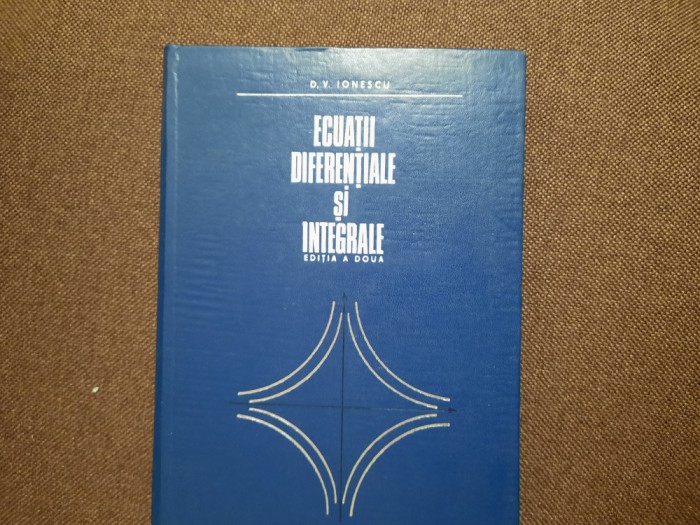 D. V. IONESCU
ECUAȚII
DIFERENȚIALE
ȘI
INTEGRALE
EDIȚIA A DOUA